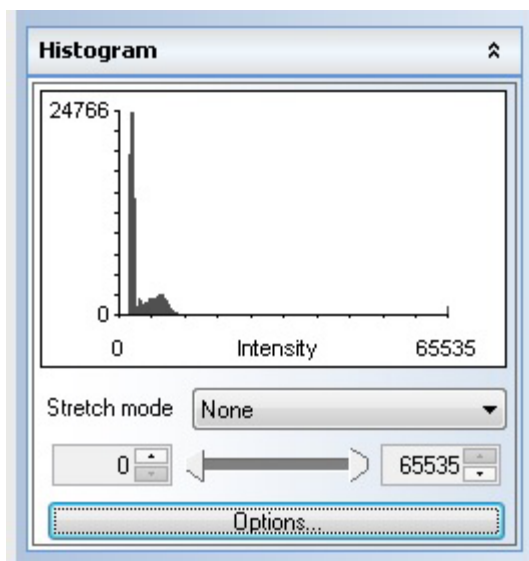 Histogram
24766
0
0 Intensity 65535
Stretch mode None
0 65535
Options...